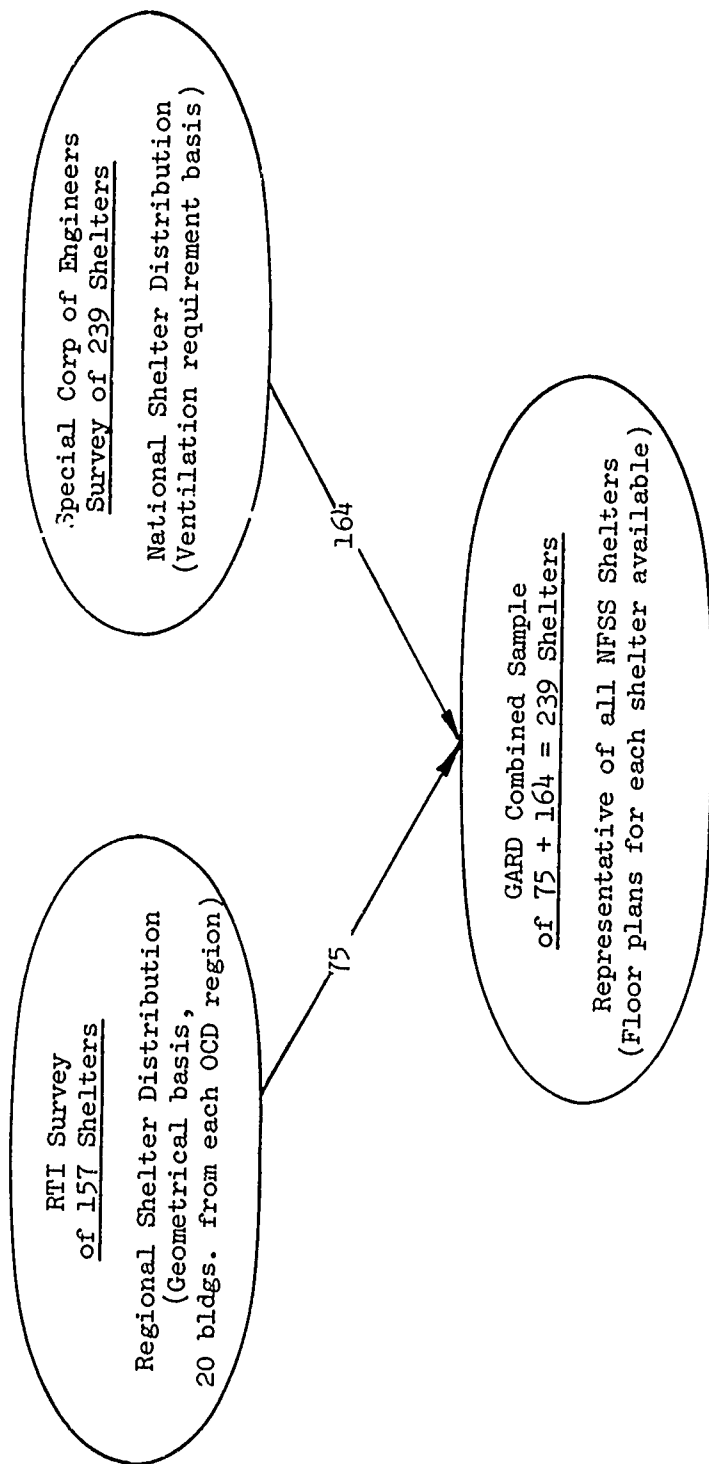 RTI Survey
of 157 Shelters
Regional Shelter Distribution
(Geometrical basis,
20 bldgs. from each OCD region)
Special Corp of Engineers
Survey of 239 Shelters
National Shelter Distribution
(Ventilation requirement basis)
75
164
GARD Combined Sample
of 75 + 164 = 239 Shelters
Representative of all NFSS Shelters
(Floor plans for each shelter available)